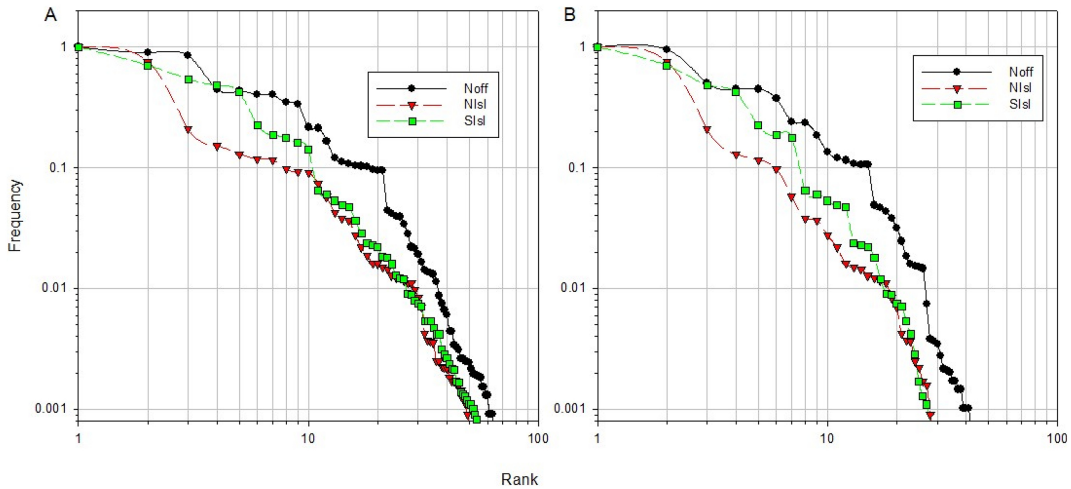 A
B
1
0.1
0.01
0.001
Frequency
Noff
NIsl
SIsl
Noff
NIsl
SIsl
1
0.1
0.01
0.001
1
10
100
1
10
100
Rank